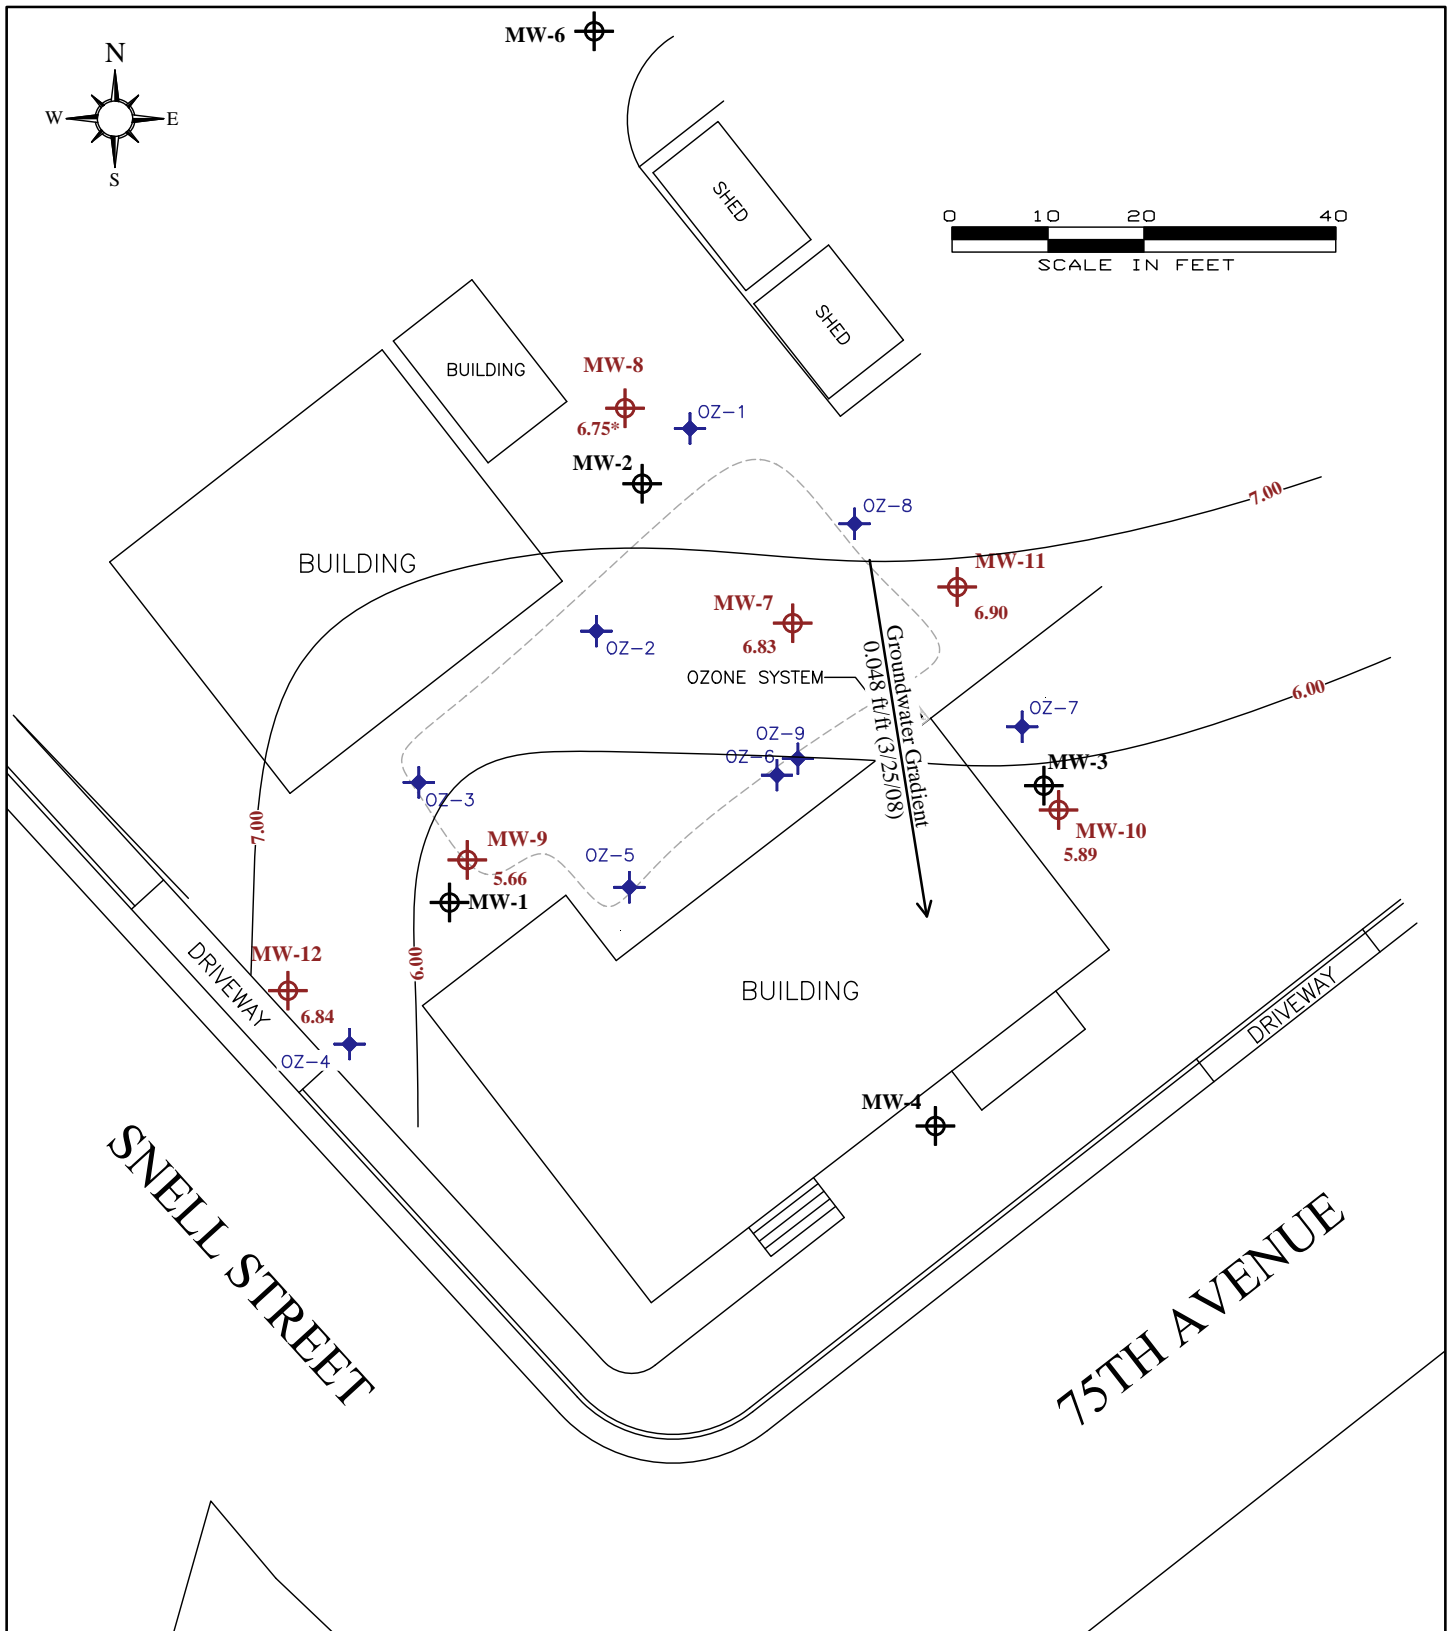 MW-6
N
W
E
S
SHED
0 10 20 40
SCALE IN FEET
SHED
BUILDING
MW-8
6.75*
OZ-1
MW-2
7.00
OZ-8
BUILDING
MW-11
6.90
MW-7
6.83
OZ-2
OZONE SYSTEM
Groundwater Gradient
0.048 ft/ft (3/25/08)
6.00
OZ-7
OZ-9
OZ-6
MW-3
OZ-3
7.00
MW-10
5.89
MW-9
5.66
OZ-5
MW-1
MW-12
6.84
6.00
DRIVEWAY
BUILDING
DRIVEWAY
OZ-4
MW-4
SNELL STREET
75TH AVENUE